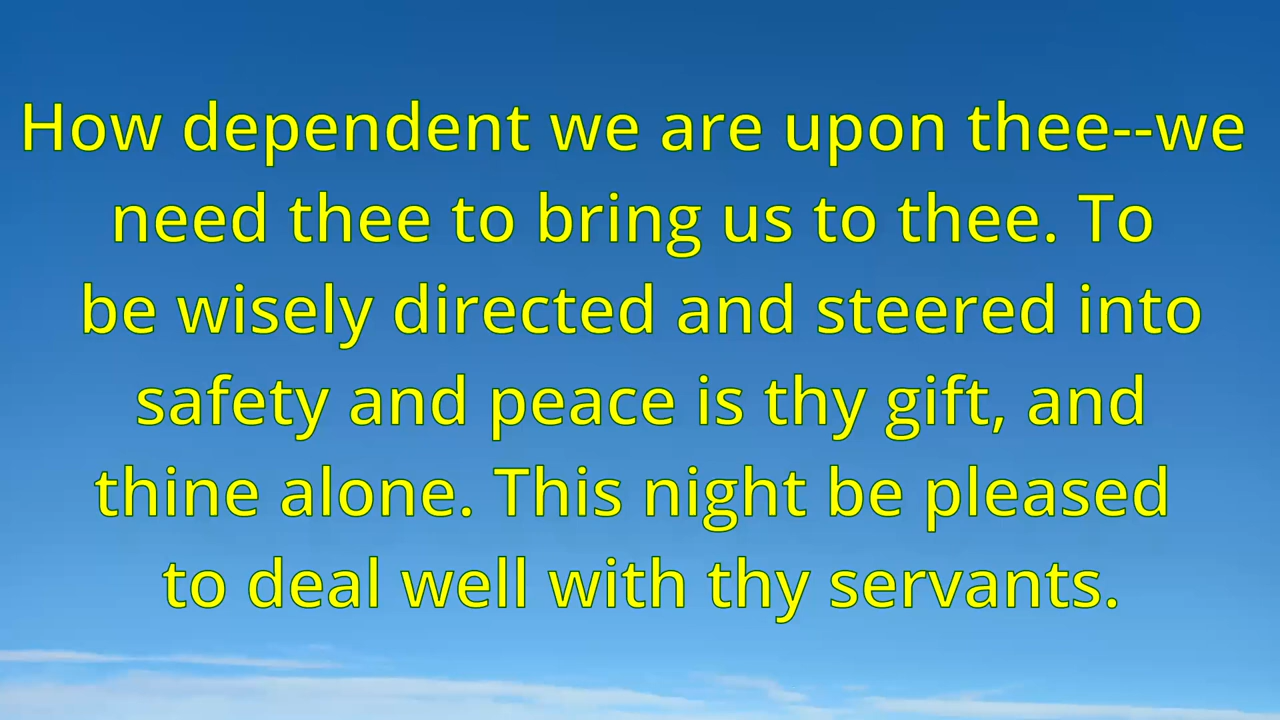 How dependent we are upon thee--we
need thee to bring us to thee. To
be wisely directed and steered into
safety and peace is thy gift, and
thine alone. This night be pleased
to deal well with thy servants.